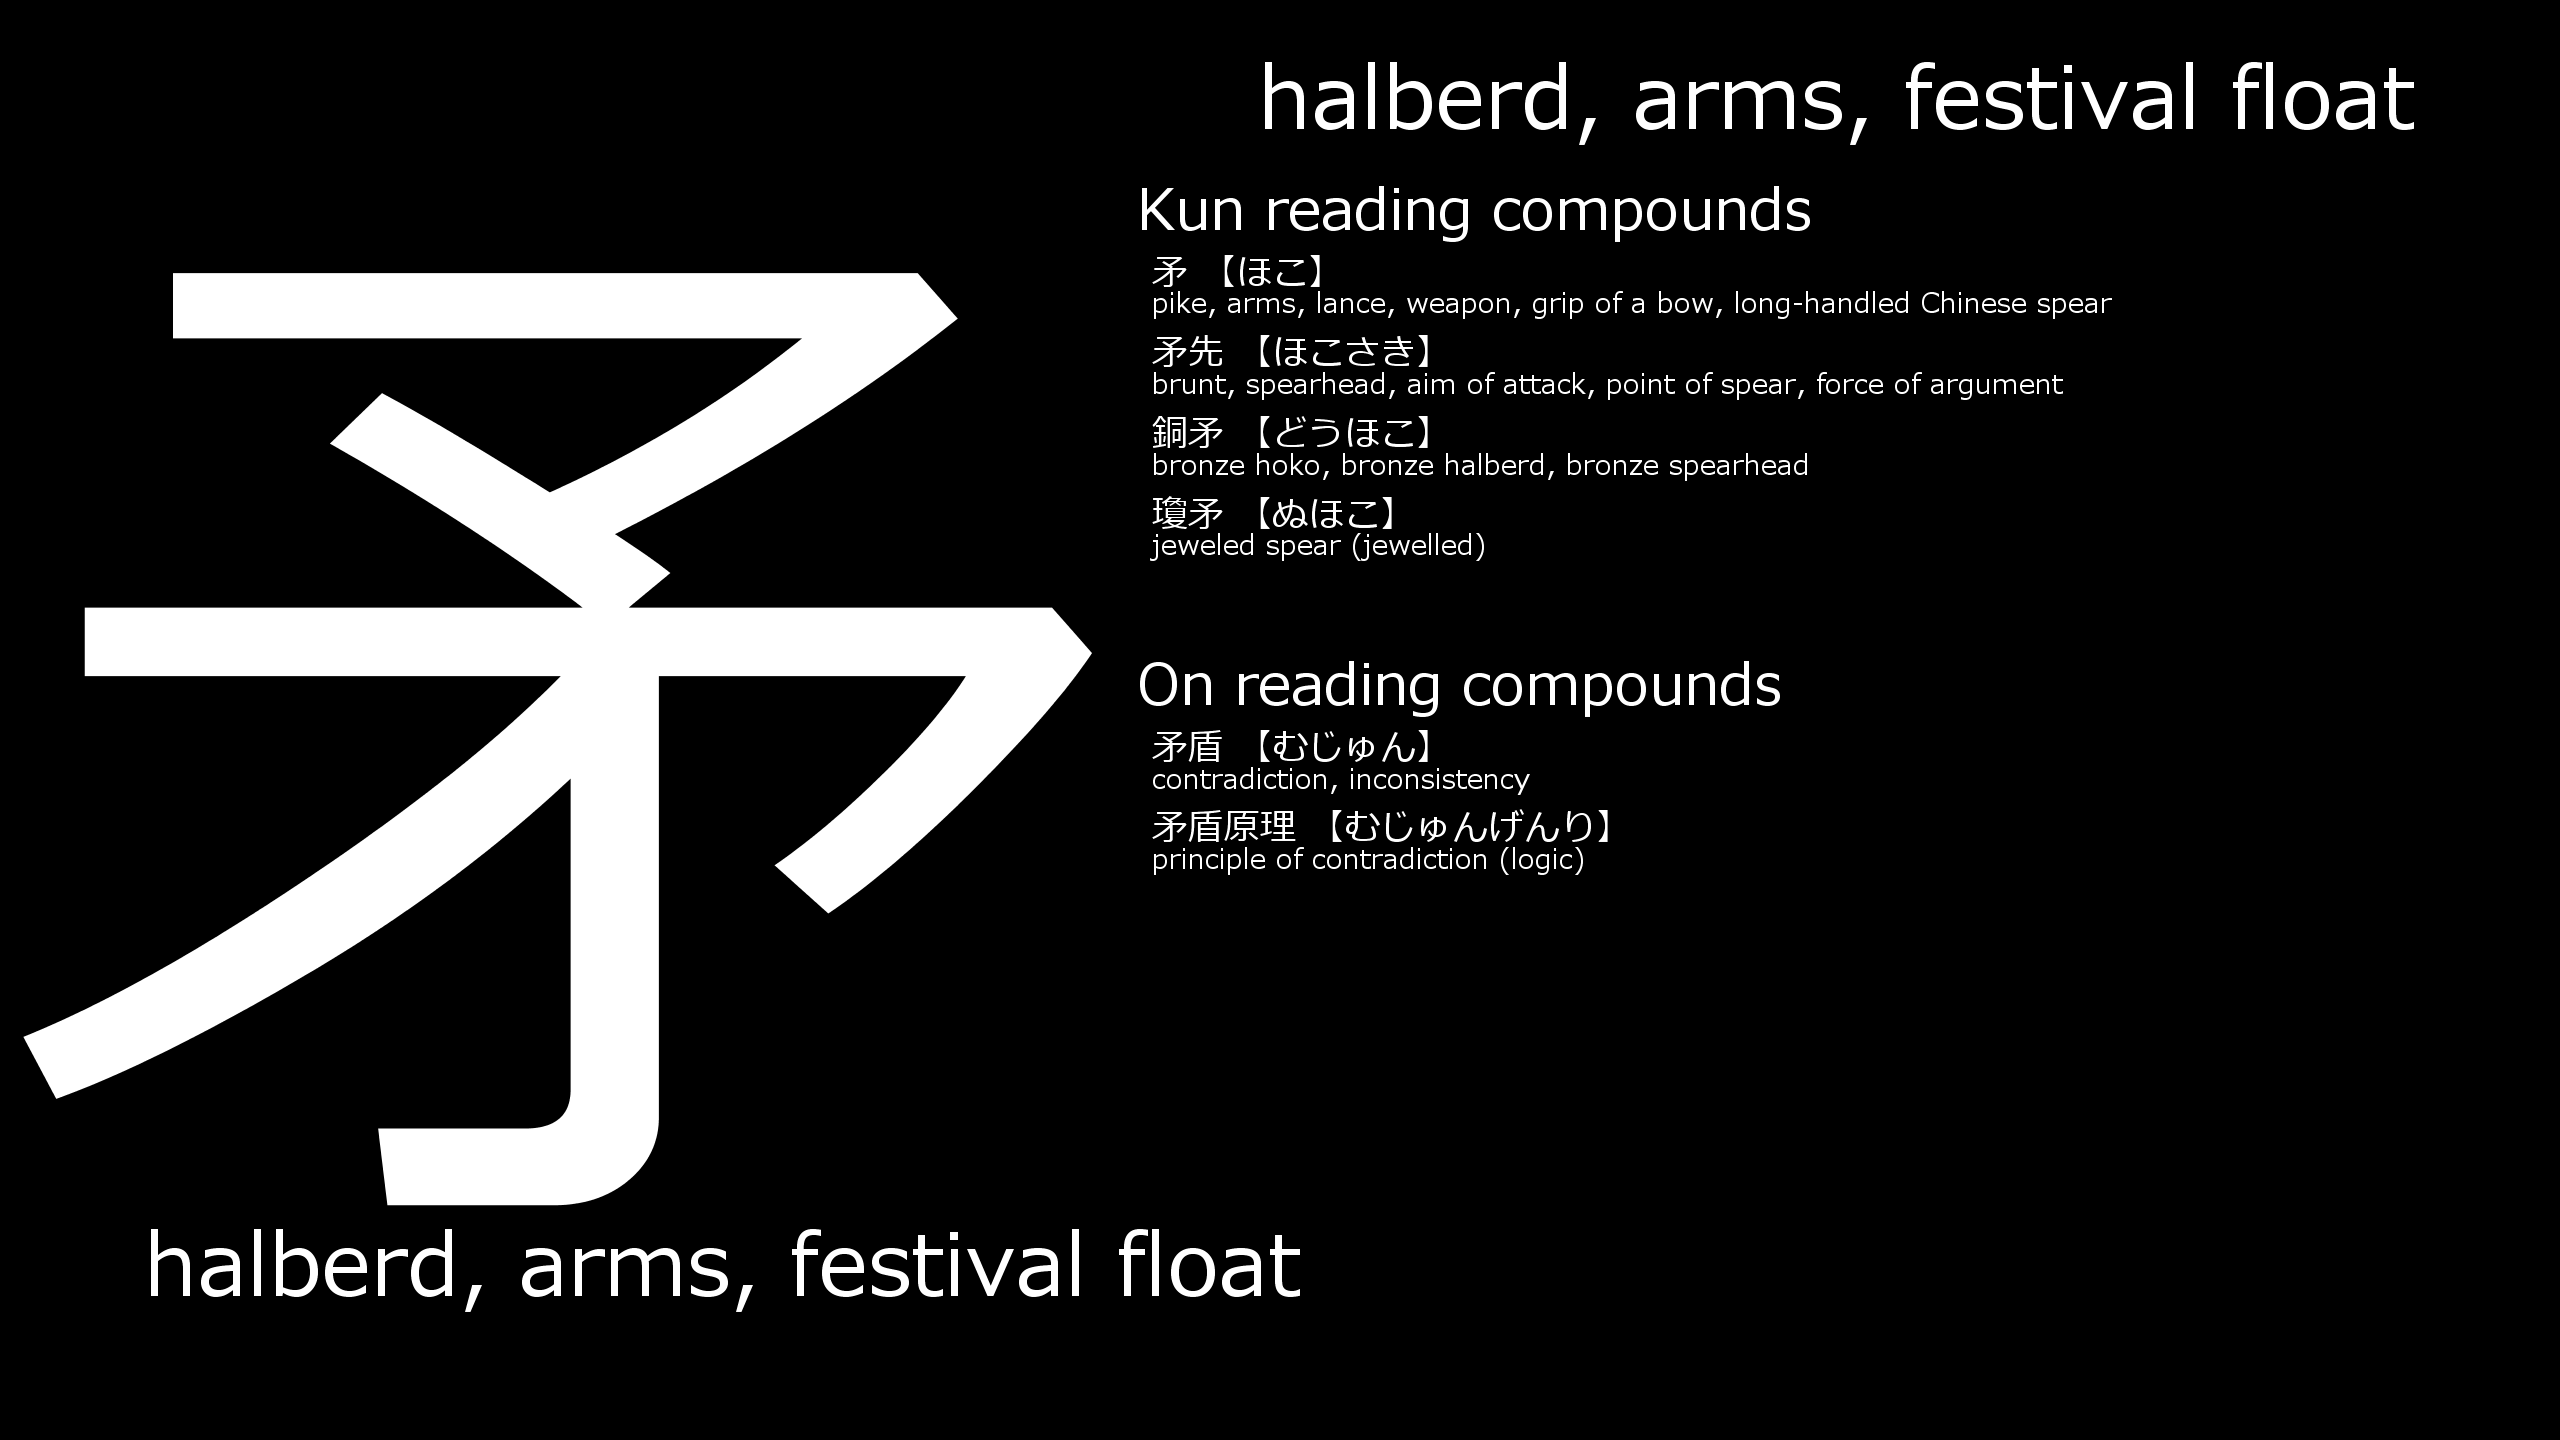 矛
halberd, arms, festival float
halberd, arms, festival float
Kun reading compounds
矛 【ほこ】
pike, arms, lance, weapon, grip of a bow, long-handled Chinese spear
矛先 【ほこさき】
brunt, spearhead, aim of attack, point of spear, force of argument
銅矛 【どうほこ】
bronze hoko, bronze halberd, bronze spearhead
瓊矛 【ぬほこ】
jeweled spear (jewelled)
On reading compounds
矛盾 【むじゅん】
contradiction, inconsistency
矛盾原理 【むじゅんげんり】
principle of contradiction (logic)